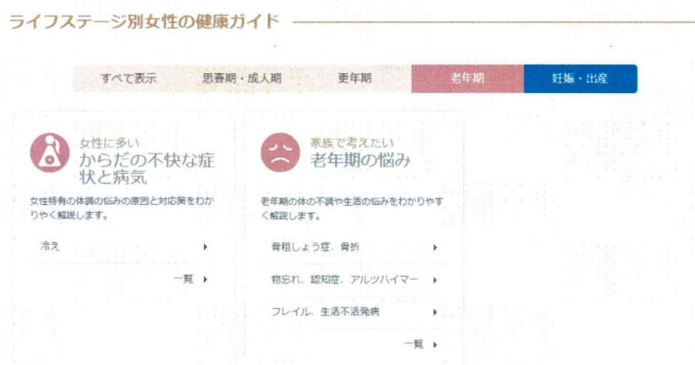 ライフステージ別女性の健康ガイド
すべて表示
思春期・成人期
更年期
老年期
妊娠・出産
女性に多い
からだの不快な症
状と病気
女性特有の体調の悩みの原因と対応策をわか
りやく解説します。
冷え
一覧
家族で考えたい
老年期の悩み
老年期の体の不調や生活の悩みをわかりやす
く解説します。
骨粗しょう症、骨折
物忘れ、認知症、アルツハイマー
フレイル、生活不活発病
一覧